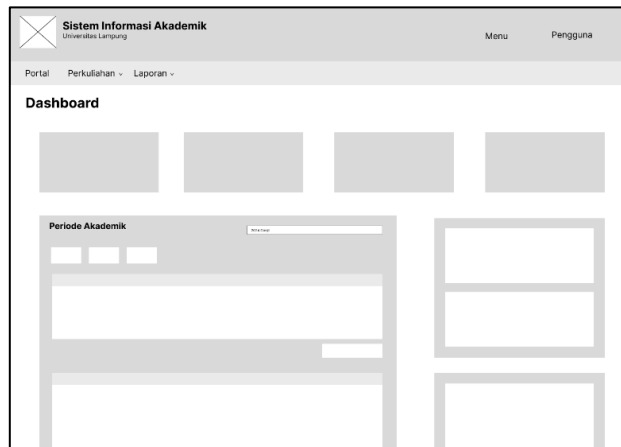 Sistem Informasi Akademik
Universitas Lampung
Menu
Pengguna
Portal
Perkuliahan
Laporan
Dashboard
Periode Akademik